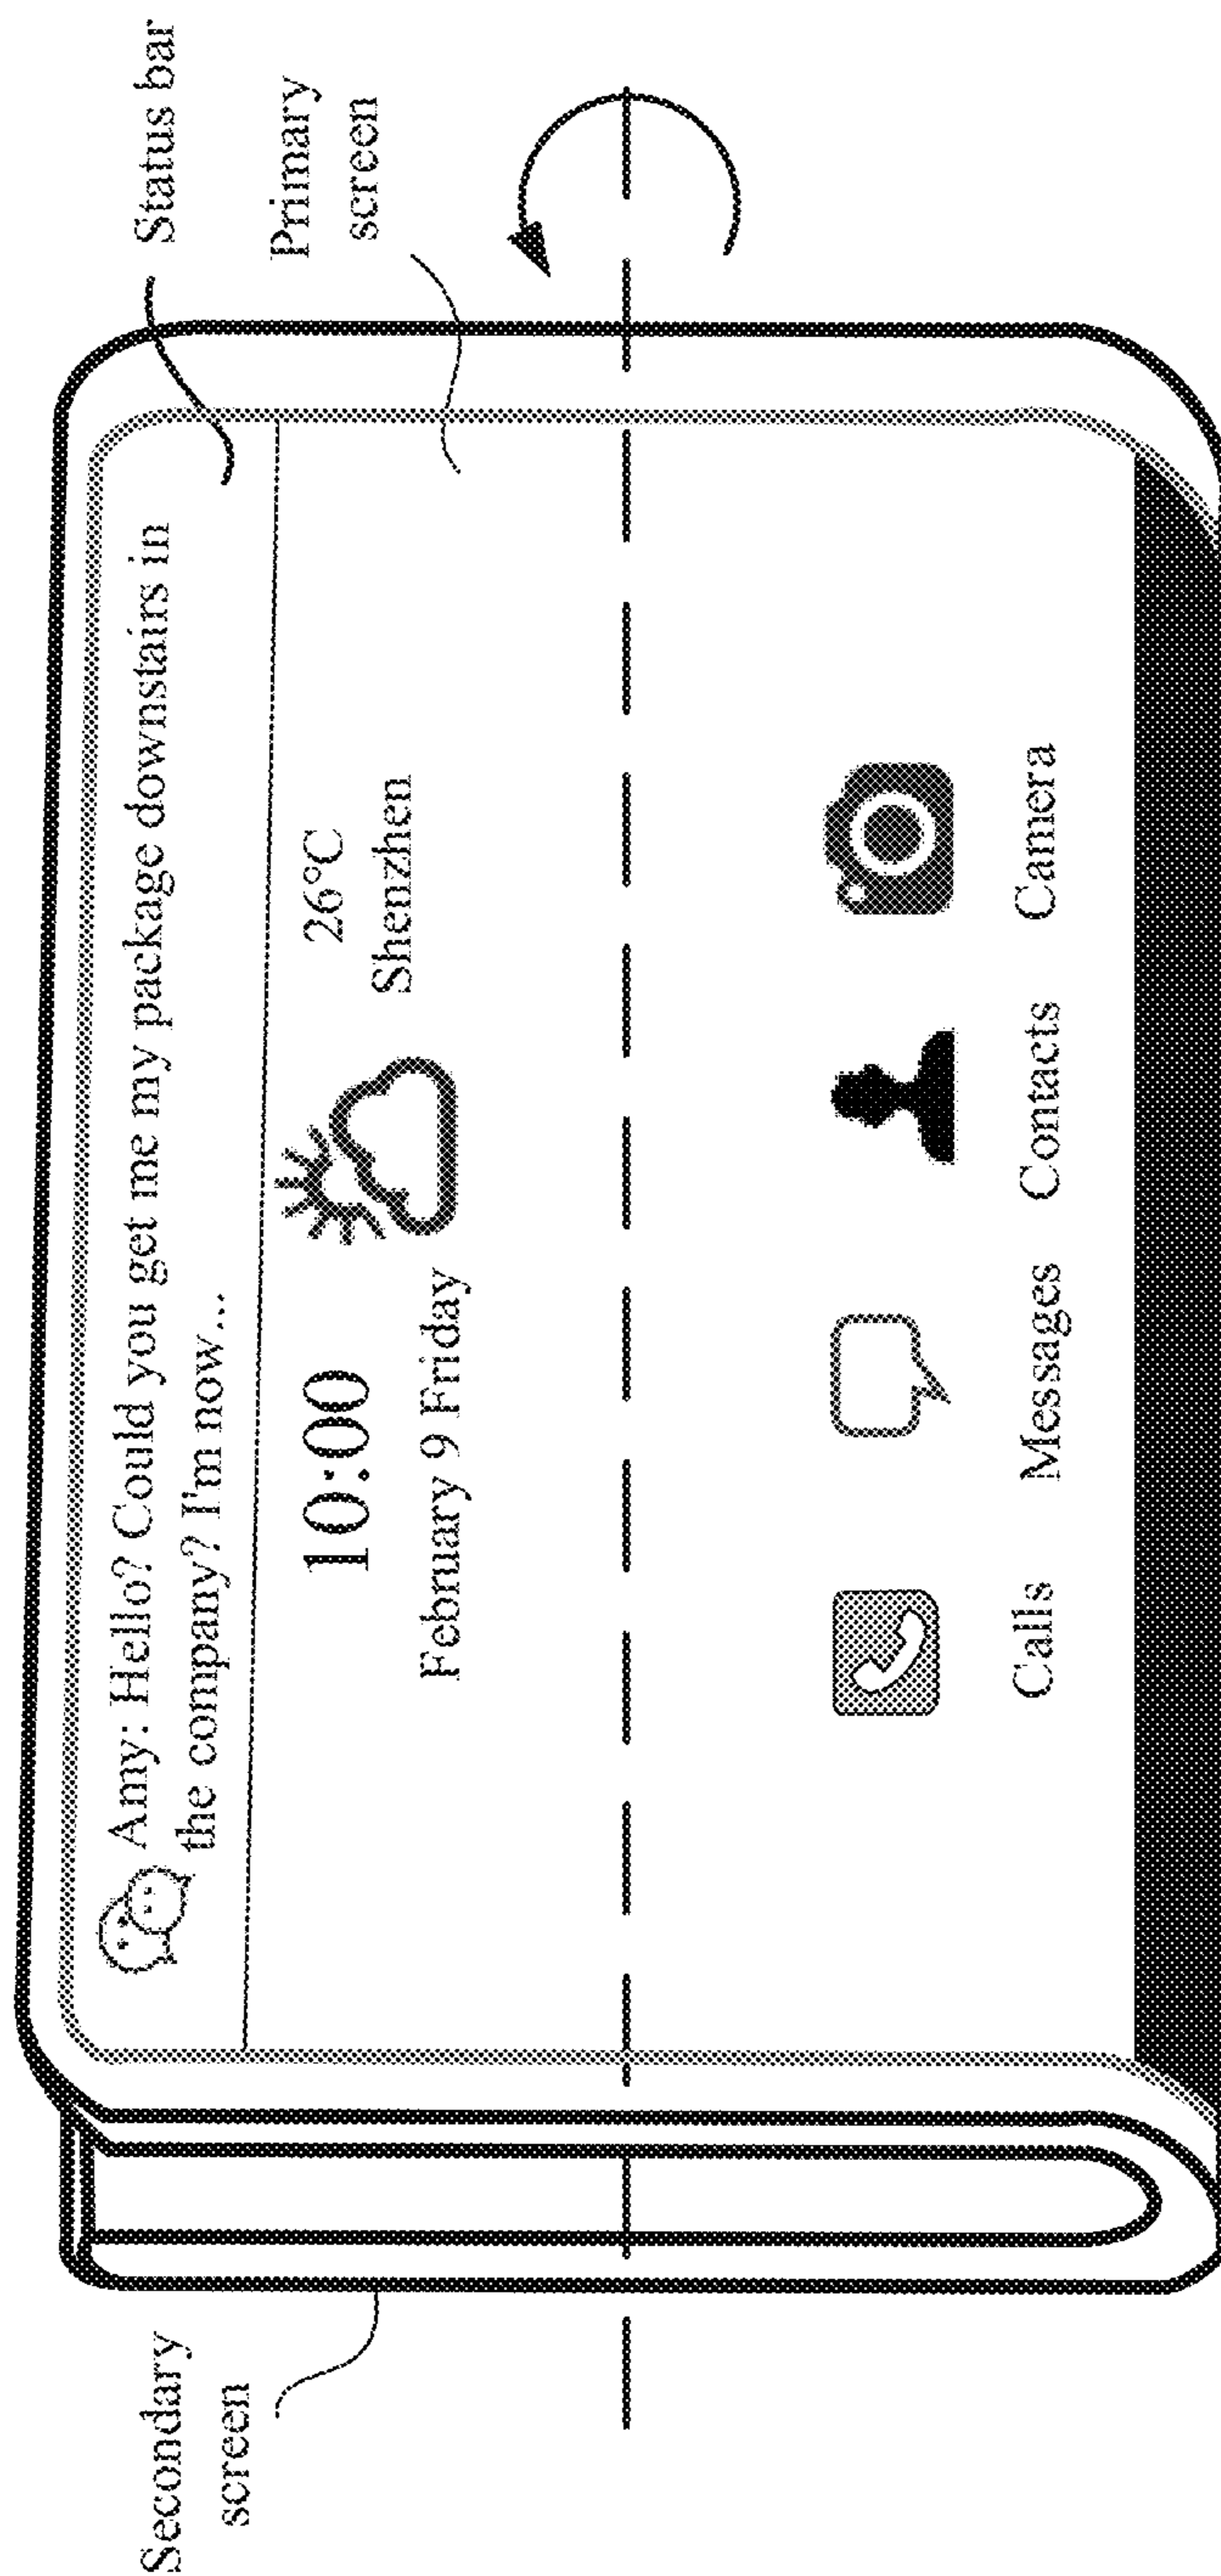 Status bar
Primary
screen
Secondary
screen
Amy: Hello? Could you get me my package downstairs in
the company? I'm now...
10:00
February 9 Friday
26°C
Shenzhen
Calls
Messages
Contacts
Camera